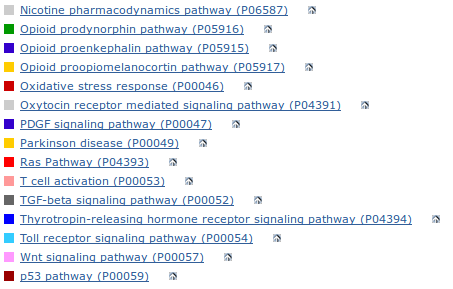 Nicotine pharmacodynamics pathway (P06587)
Opioid prodynorphin pathway (P05916)
Opioid proenkephalin pathway (P05915)
Opioid proopiomelanocortin pathway (P05917)
Oxidative stress response (P00046)
Oxytocin receptor mediated signaling pathway (P04391)
PDGF signaling pathway (P00047)
Parkinson disease (P00049)
Ras Pathway (P04393)
T cell activation (P00053)
TGF-beta signaling pathway (P00052)
Thyrotropin-releasing hormone receptor signaling pathway (P04394)
Toll receptor signaling pathway (P00054)
Wnt signaling pathway (P00057)
p53 pathway (P00059)